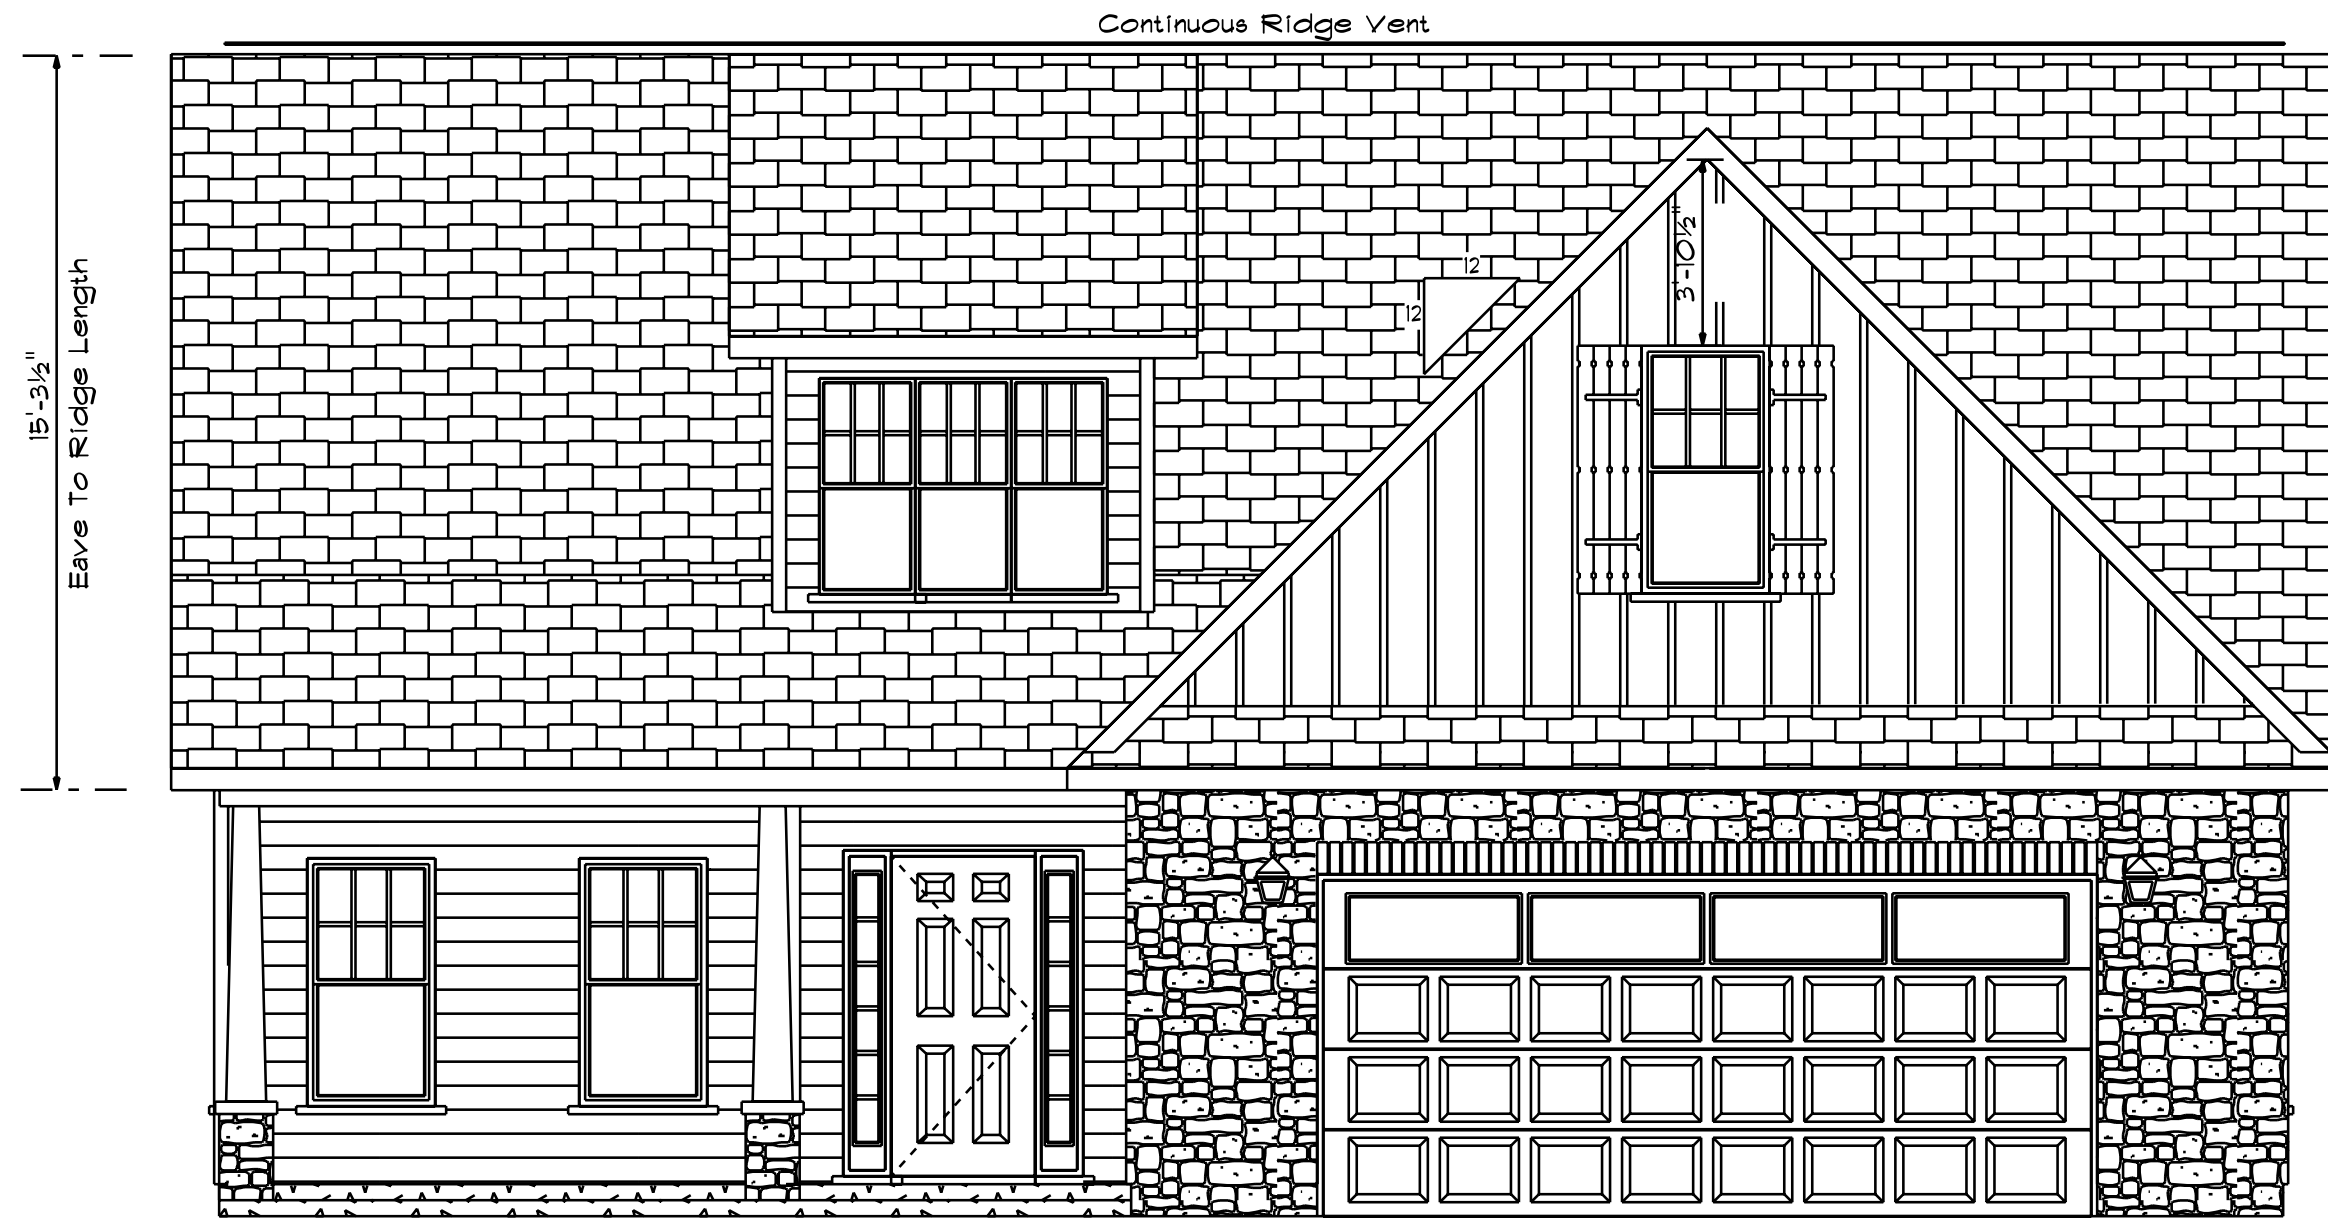 Continuous Ridge Vent
15'-3½"
Eave To Ridge Length
12
12
3'-10½"